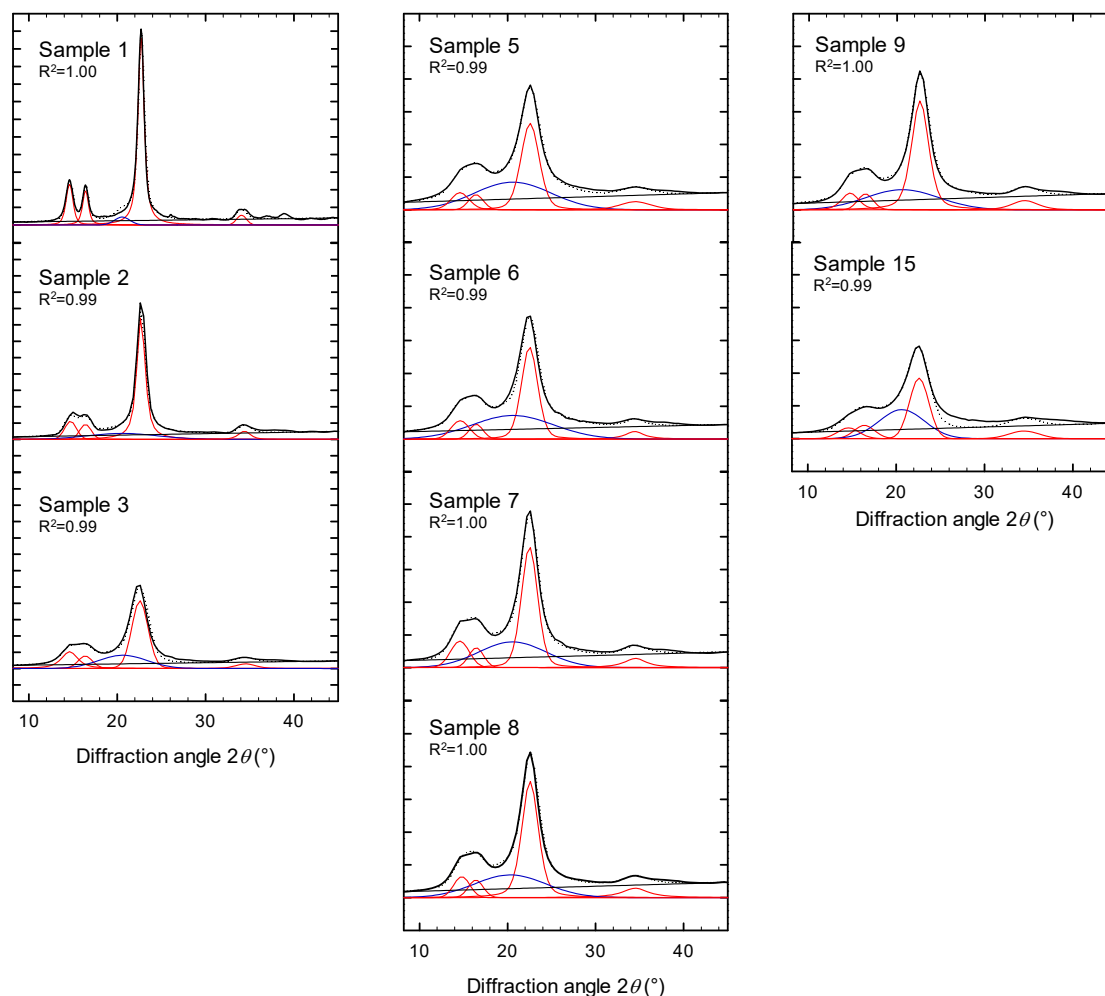 Sample 1
R²=1.00
Sample 2
R²=0.99
Sample 3
R²=0.99
10 20 30 40
Diffraction angle 2θ (°)
Sample 5
R²=0.99
Sample 6
R²=0.99
Sample 7
R²=1.00
Sample 8
R²=1.00
10 20 30 40
Diffraction angle 2θ (°)
Sample 9
R²=1.00
Sample 15
R²=0.99
10 20 30 40
Diffraction angle 2θ (°)